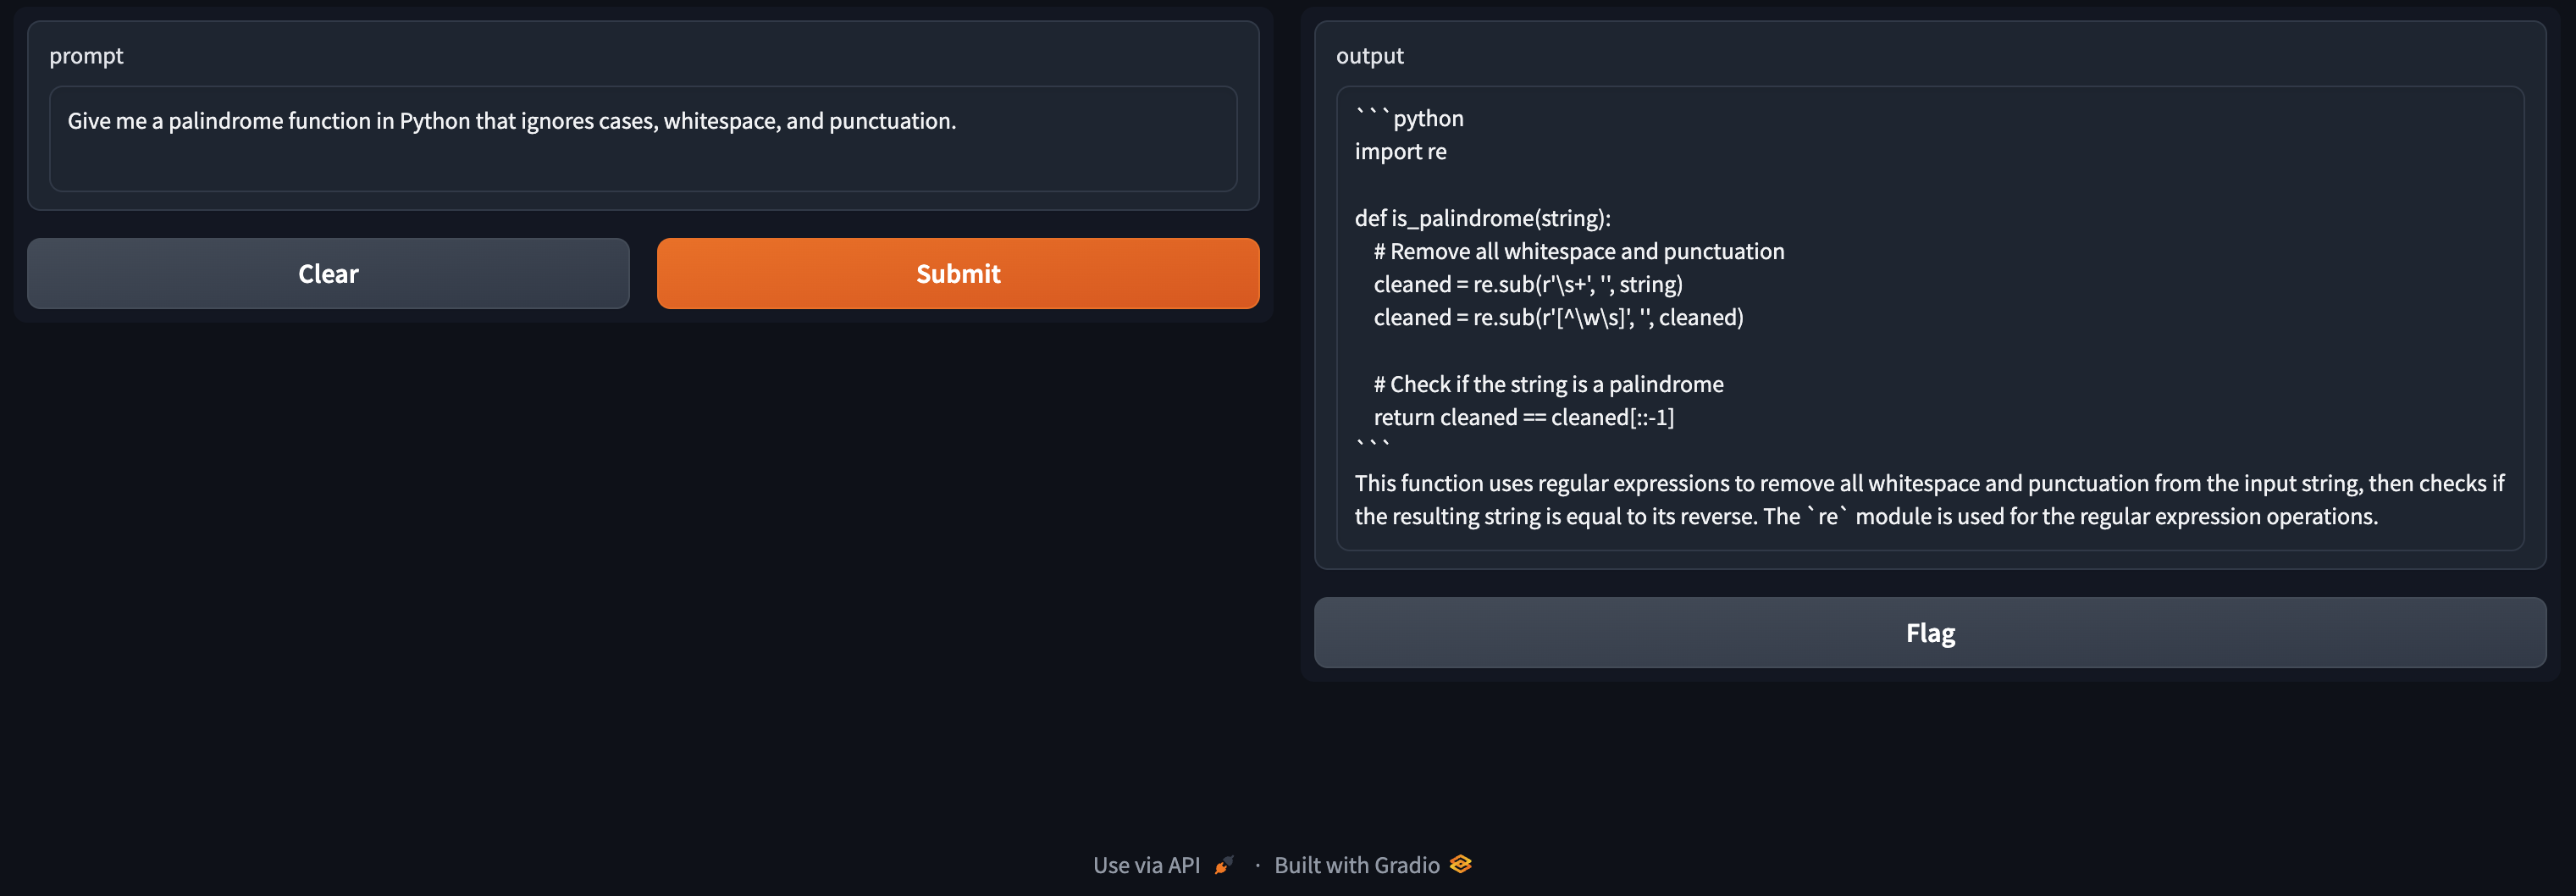 prompt
Give me a palindrome function in Python that ignores cases, whitespace, and punctuation.
Clear
Submit
output
```python
import re

def is_palindrome(string):
    # Remove all whitespace and punctuation
    cleaned = re.sub(r'\s+', '', string)
    cleaned = re.sub(r'[^\w\s]', '', cleaned)

    # Check if the string is a palindrome
    return cleaned == cleaned[::-1]
```
This function uses regular expressions to remove all whitespace and punctuation from the input string, then checks if
the resulting string is equal to its reverse. The `re` module is used for the regular expression operations.
Flag
Use via API · Built with Gradio